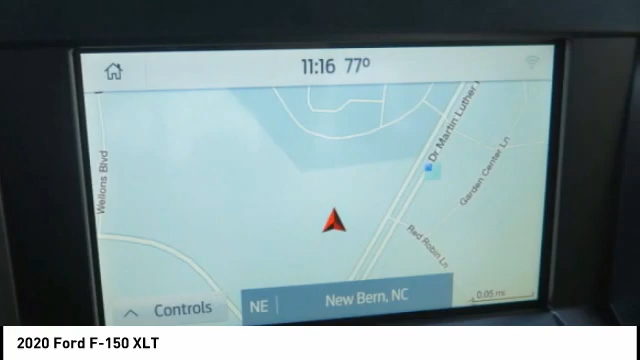 11:16 77°
Dr Martin Luther
Wellons Blvd
Garden Center Ln
Red Robin Ln
0.05 mi
Controls
NE
New Bern, NC
2020 Ford F-150 XLT